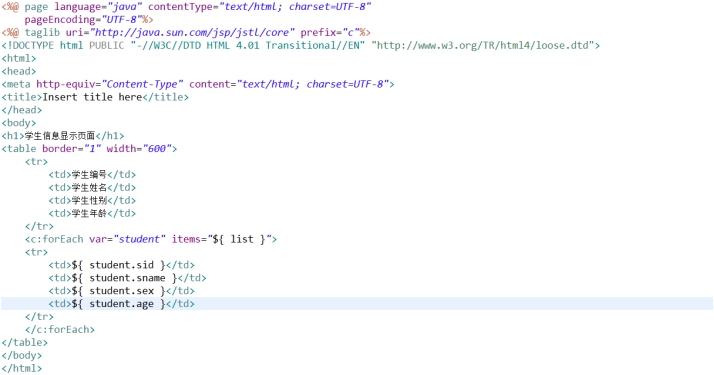 <%@ page language="java" contentType="text/html; charset=UTF-8"
    pageEncoding="UTF-8"%>
<%@ taglib uri="http://java.sun.com/jsp/jstl/core" prefix="c"%>
<!DOCTYPE html PUBLIC "-//W3C//DTD HTML 4.01 Transitional//EN" "http://www.w3.org/TR/html4/loose.dtd">
<html>
<head>
<meta http-equiv="Content-Type" content="text/html; charset=UTF-8">
<title>Insert title here</title>
</head>
<body>
<h1>学生信息显示页面</h1>
<table border="1" width="600">
    <tr>
        <td>学生编号</td>
        <td>学生姓名</td>
        <td>学生性别</td>
        <td>学生年龄</td>
    </tr>
    <c:forEach var="student" items="${ list }">
    <tr>
        <td>${ student.sid }</td>
        <td>${ student.sname }</td>
        <td>${ student.sex }</td>
        <td>${ student.age }</td>
    </tr>
    </c:forEach>
</table>
</body>
</html>